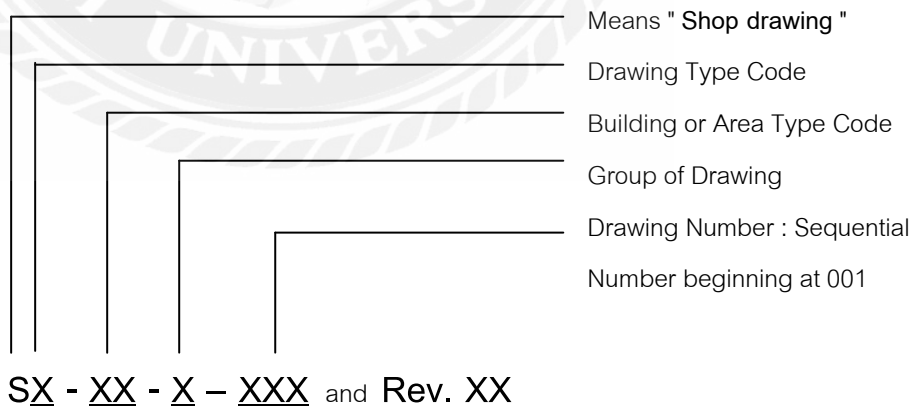 UNIVERS
Means " Shop drawing "
Drawing Type Code
Building or Area Type Code
Group of Drawing
Drawing Number : Sequential
Number beginning at 001
SX - XX - X – XXX and Rev. XX